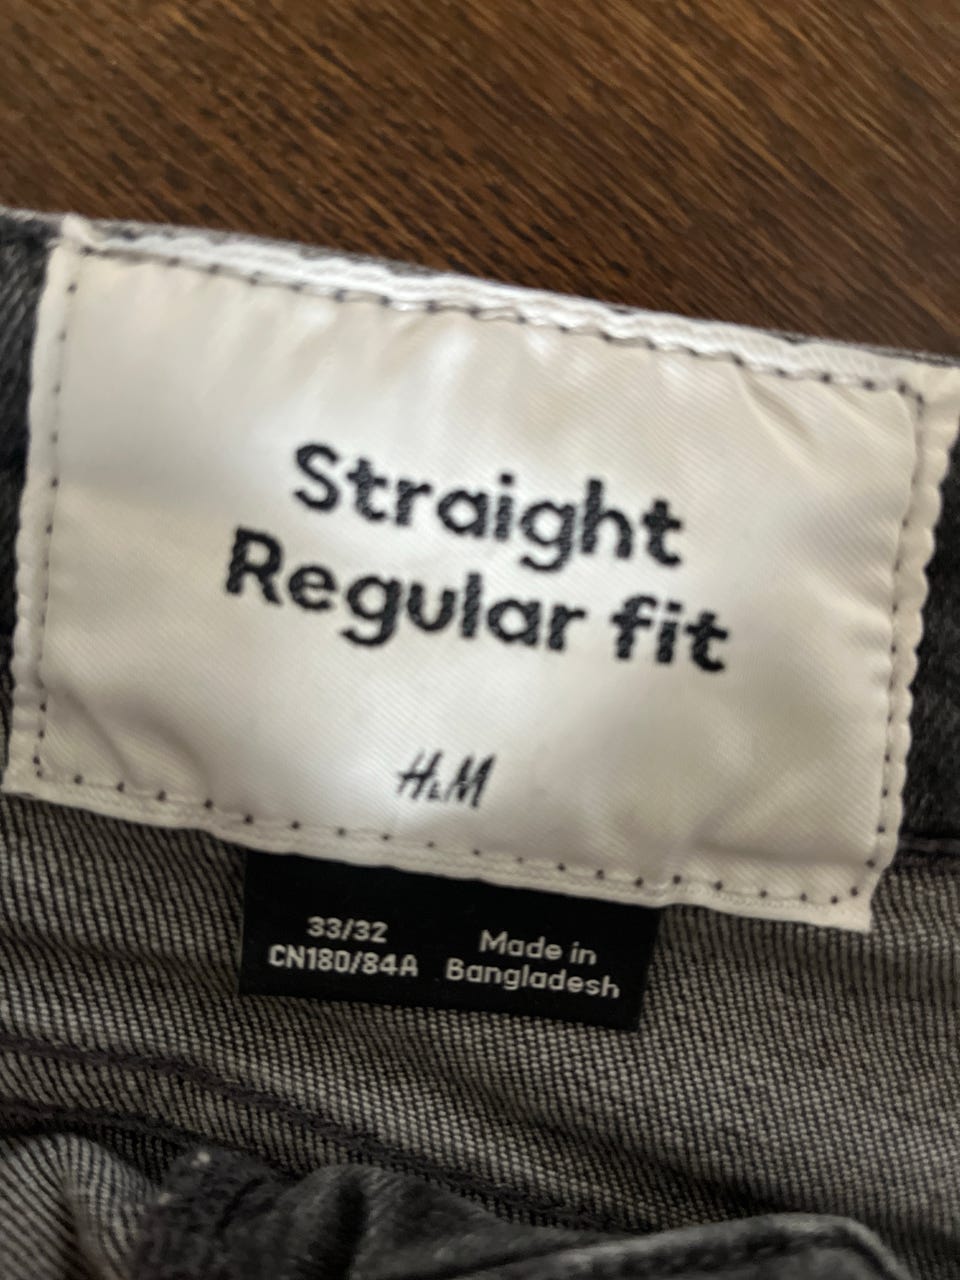 Straight
Regular fit
H&M
33/32
CN180/84A
Made in
Bangladesh